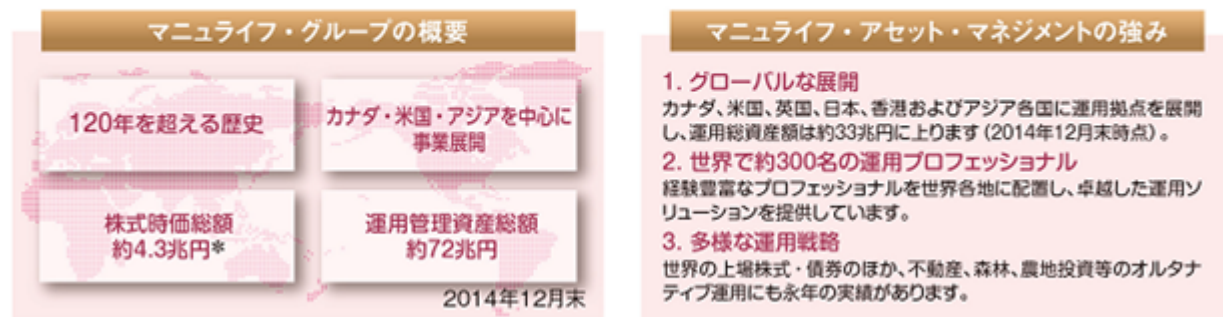 マニュライフ・グループの概要
120年を超える歴史
カナダ・米国・アジアを中心に
事業展開
株式時価総額
約4.3兆円*
運用管理資産総額
約72兆円
2014年12月末
マニュライフ・アセット・マネジメントの強み
1. グローバルな展開
カナダ、米国、英国、日本、香港およびアジア各国に運用拠点を展開
し、運用総資産額は約33兆円に上ります（2014年12月末時点）。
2. 世界で約300名の運用プロフェッショナル
経験豊富なプロフェッショナルを世界各地に配置し、卓越した運用ソ
リューションを提供しています。
3. 多様な運用戦略
世界の上場株式・債券のほか、不動産、森林、農地投資等のオルタナ
ティブ運用にも永年の実績があります。